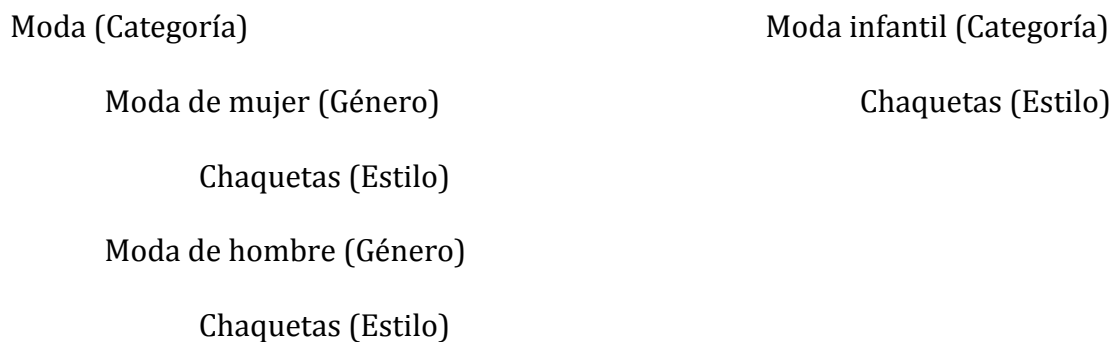 Moda (Categoría)
Moda de mujer (Género)
Chaquetas (Estilo)
Moda de hombre (Género)
Chaquetas (Estilo)
Moda infantil (Categoría)
Chaquetas (Estilo)